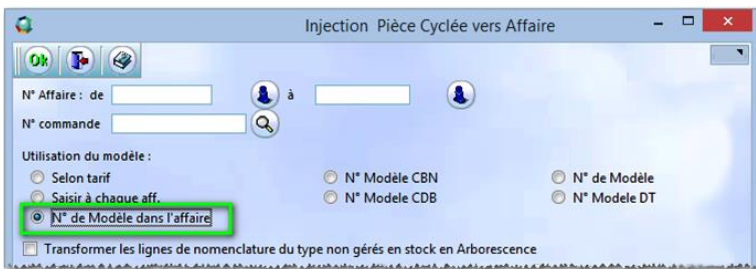 Injection Pièce Cyclée vers Affaire
Ok
N° Affaire : de à
N° commande
Utilisation du modèle :
Selon tarif N° Modèle CBN N° de Modèle
Saisir à chaque aff. N° Modele CDB N° Modele DT
N° de Modèle dans l'affaire
Transformer les lignes de nomenclature du type non gérés en stock en Arborescence